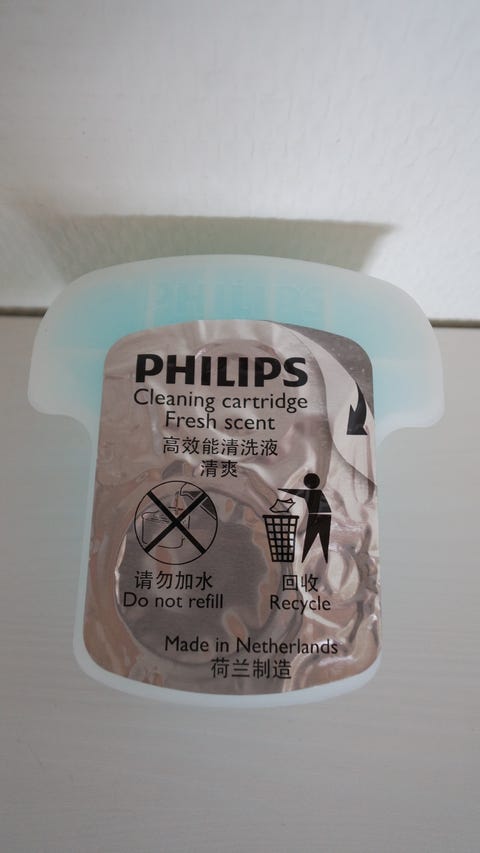 PHILIPS
PHILIPS
Cleaning cartridge
Fresh scent
高效能清洗液
清爽
请勿加水
Do not refill
回收
Recycle
Made in Netherlands
荷兰制造